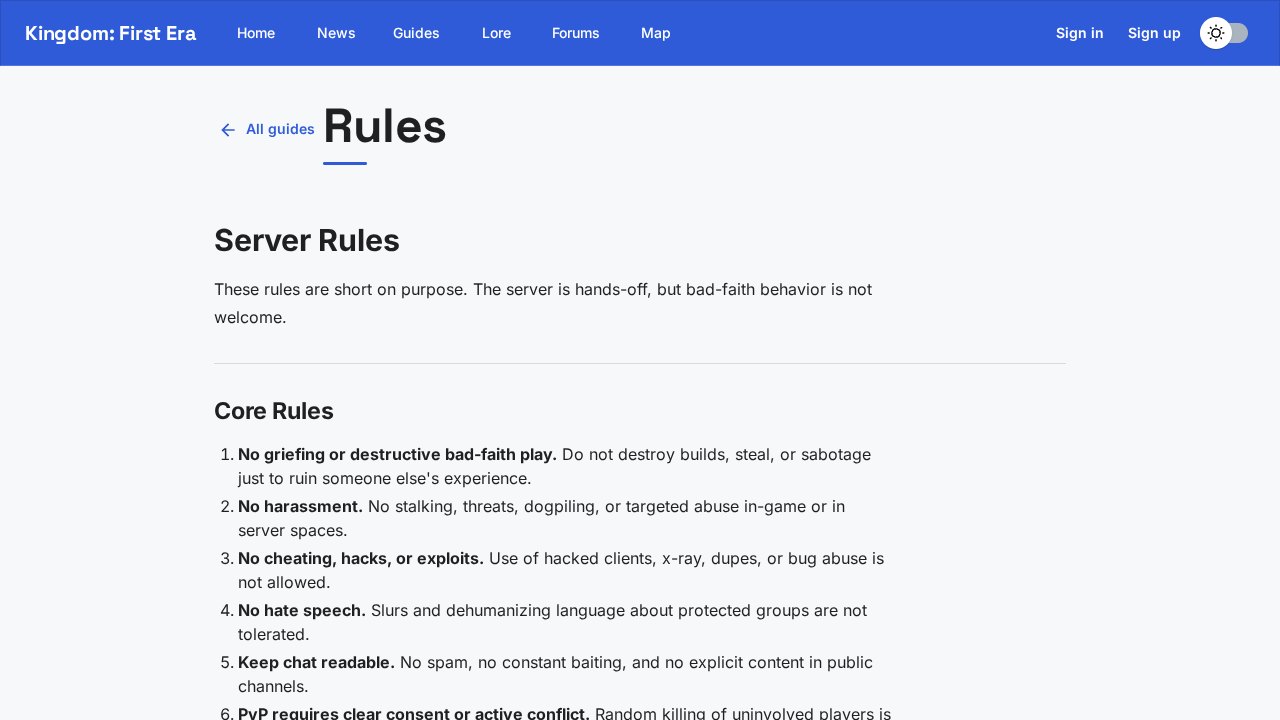 Kingdom: First Era Home News Guides Lore Forums Map Sign in Sign up
All guides Rules
Server Rules
These rules are short on purpose. The server is hands-off, but bad-faith behavior is not
welcome.
Core Rules
1. No griefing or destructive bad-faith play. Do not destroy builds, steal, or sabotage
just to ruin someone else's experience.
2. No harassment. No stalking, threats, dogpiling, or targeted abuse in-game or in
server spaces.
3. No cheating, hacks, or exploits. Use of hacked clients, x-ray, dupes, or bug abuse is
not allowed.
4. No hate speech. Slurs and dehumanizing language about protected groups are not
tolerated.
5. Keep chat readable. No spam, no constant baiting, and no explicit content in public
channels.
6. PvP requires clear consent or active conflict. Random killing of uninvolved players is